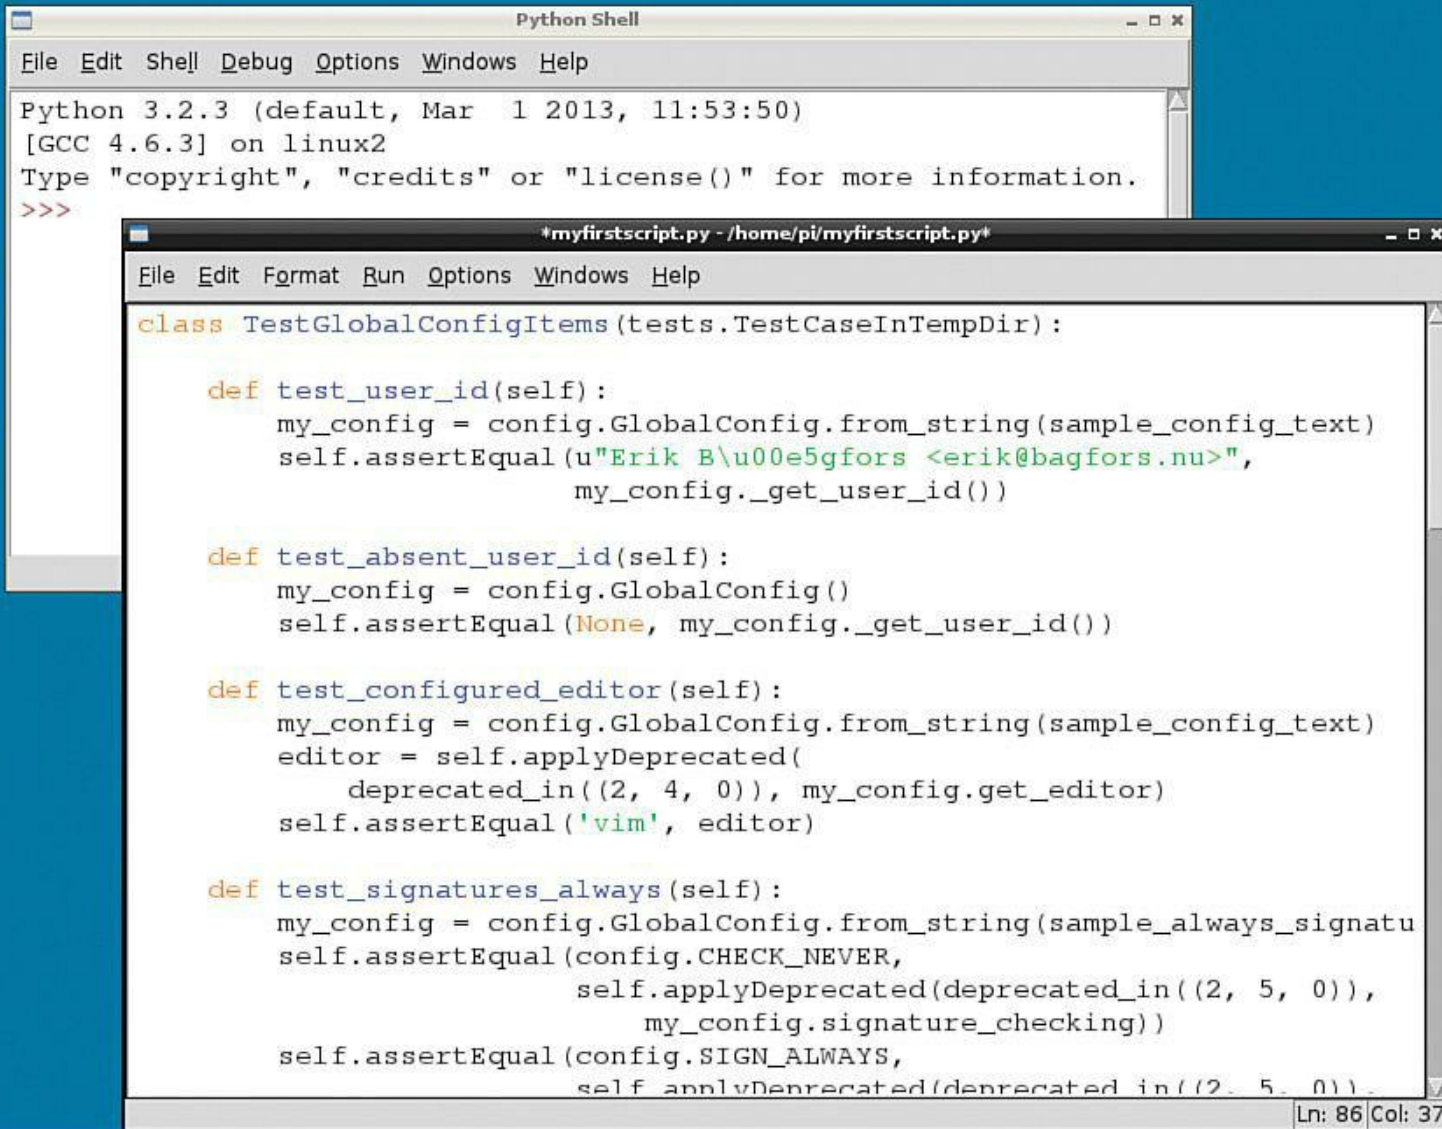 Python Shell
File Edit Shell Debug Options Windows Help
Python 3.2.3 (default, Mar  1 2013, 11:53:50)
[GCC 4.6.3] on linux2
Type "copyright", "credits" or "license()" for more information.
>>>
*myfirstscript.py - /home/pi/myfirstscript.py*
File Edit Format Run Options Windows Help
class TestGlobalConfigItems(tests.TestCaseInTempDir):
    def test_user_id(self):
        my_config = config.GlobalConfig.from_string(sample_config_text)
        self.assertEqual(u"Erik B\u00e5gfors <erik@bagfors.nu>",
                         my_config._get_user_id())
    def test_absent_user_id(self):
        my_config = config.GlobalConfig()
        self.assertEqual(None, my_config._get_user_id())
    def test_configured_editor(self):
        my_config = config.GlobalConfig.from_string(sample_config_text)
        editor = self.applyDeprecated(
            deprecated_in((2, 4, 0)), my_config.get_editor)
        self.assertEqual('vim', editor)
    def test_signatures_always(self):
        my_config = config.GlobalConfig.from_string(sample_always_signatu
        self.assertEqual(config.CHECK_NEVER,
                         self.applyDeprecated(deprecated_in((2, 5, 0)),
                             my_config.signature_checking))
        self.assertEqual(config.SIGN_ALWAYS,
                         self.applyDeprecated(deprecated_in((2, 5, 0)),
Ln: 86 Col: 37